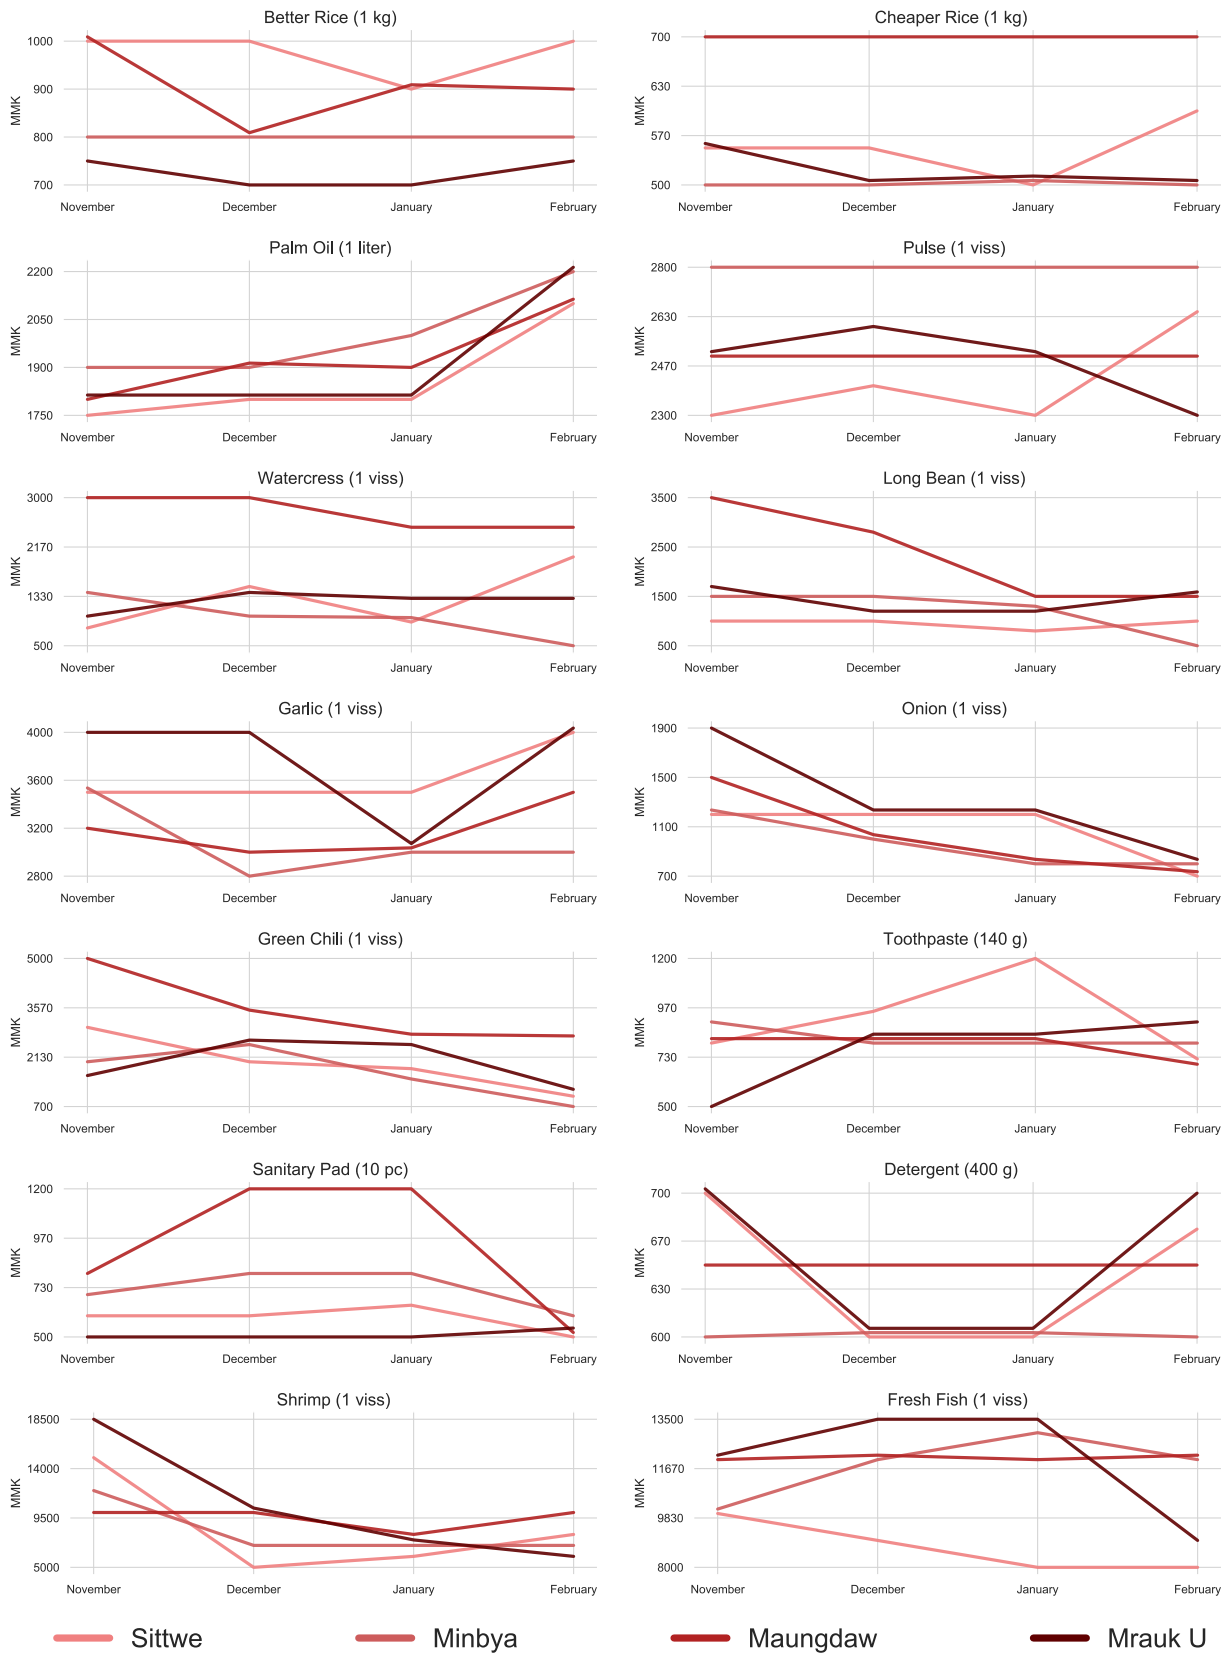 Better Rice (1 kg)
MMK
1000
900
800
700
November December January February
Cheaper Rice (1 kg)
MMK
700
630
570
500
November December January February
Palm Oil (1 liter)
MMK
2200
2050
1900
1750
November December January February
Pulse (1 viss)
MMK
2800
2630
2470
2300
November December January February
Watercress (1 viss)
MMK
3000
2170
1330
500
November December January February
Long Bean (1 viss)
MMK
3500
2500
1500
500
November December January February
Garlic (1 viss)
MMK
4000
3600
3200
2800
November December January February
Onion (1 viss)
MMK
1900
1500
1100
700
November December January February
Green Chili (1 viss)
MMK
5000
3570
2130
700
November December January February
Toothpaste (140 g)
MMK
1200
970
730
500
November December January February
Sanitary Pad (10 pc)
MMK
1200
970
730
500
November December January February
Detergent (400 g)
MMK
700
670
630
600
November December January February
Shrimp (1 viss)
MMK
18500
14000
9500
5000
November December January February
Fresh Fish (1 viss)
MMK
13500
11670
9830
8000
November December January February
Sittwe Minbya Maungdaw Mrauk U